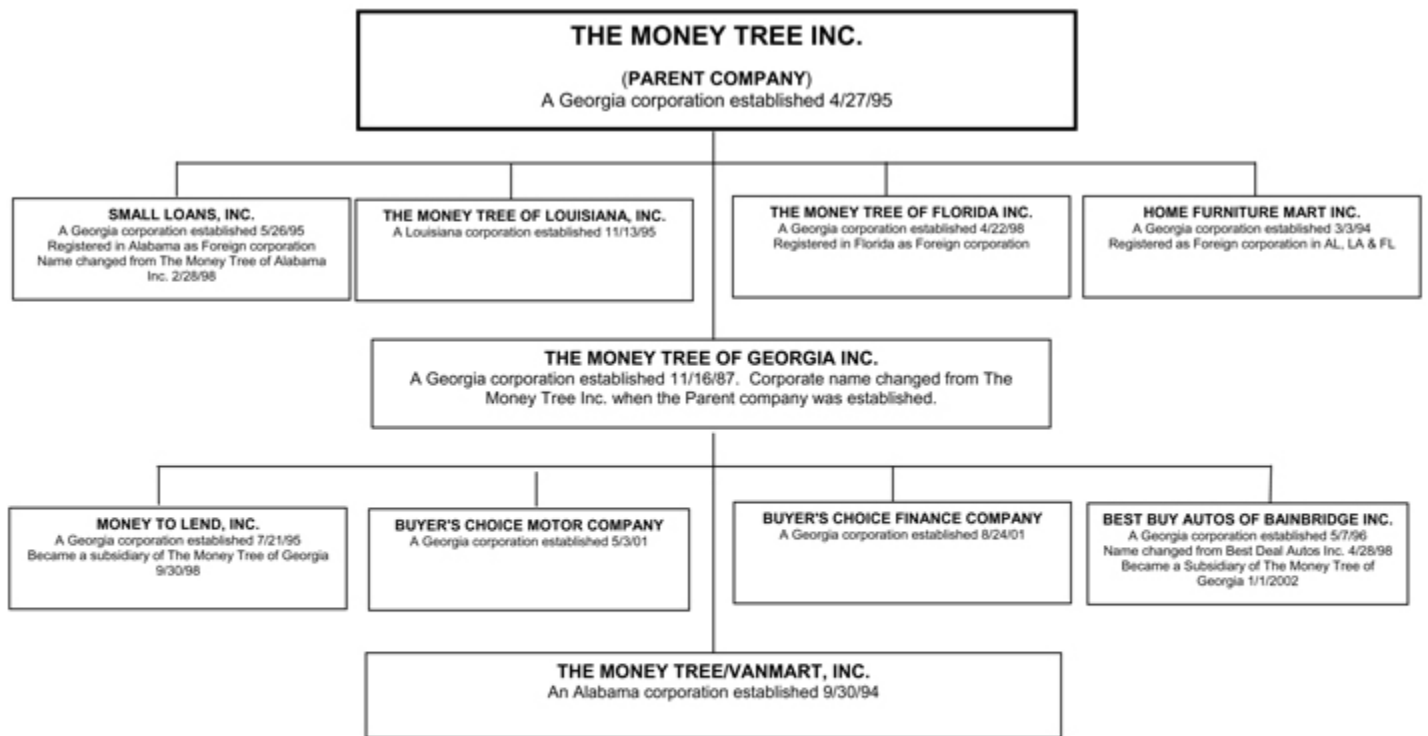 THE MONEY TREE INC.
(PARENT COMPANY)
A Georgia corporation established 4/27/95
SMALL LOANS, INC.
A Georgia corporation established 5/26/95
Registered in Alabama as Foreign corporation
Name changed from The Money Tree of Alabama
Inc. 2/28/98
THE MONEY TREE OF LOUISIANA, INC.
A Louisiana corporation established 11/13/95
THE MONEY TREE OF FLORIDA INC.
A Georgia corporation established 4/22/98
Registered in Florida as Foreign corporation
HOME FURNITURE MART INC.
A Georgia corporation established 3/3/94
Registered as Foreign corporation in AL, LA & FL
THE MONEY TREE OF GEORGIA INC.
A Georgia corporation established 11/16/87. Corporate name changed from The
Money Tree Inc. when the Parent company was established.
MONEY TO LEND, INC.
A Georgia corporation established 7/21/95
Became a subsidiary of The Money Tree of Georgia
9/30/98
BUYER'S CHOICE MOTOR COMPANY
A Georgia corporation established 5/3/01
BUYER'S CHOICE FINANCE COMPANY
A Georgia corporation established 8/24/01
BEST BUY AUTOS OF BAINBRIDGE INC.
A Georgia corporation established 5/7/96
Name changed from Best Deal Autos Inc. 4/28/98
Became a Subsidiary of The Money Tree of
Georgia 1/1/2002
THE MONEY TREE/VANMART, INC.
An Alabama corporation established 9/30/94